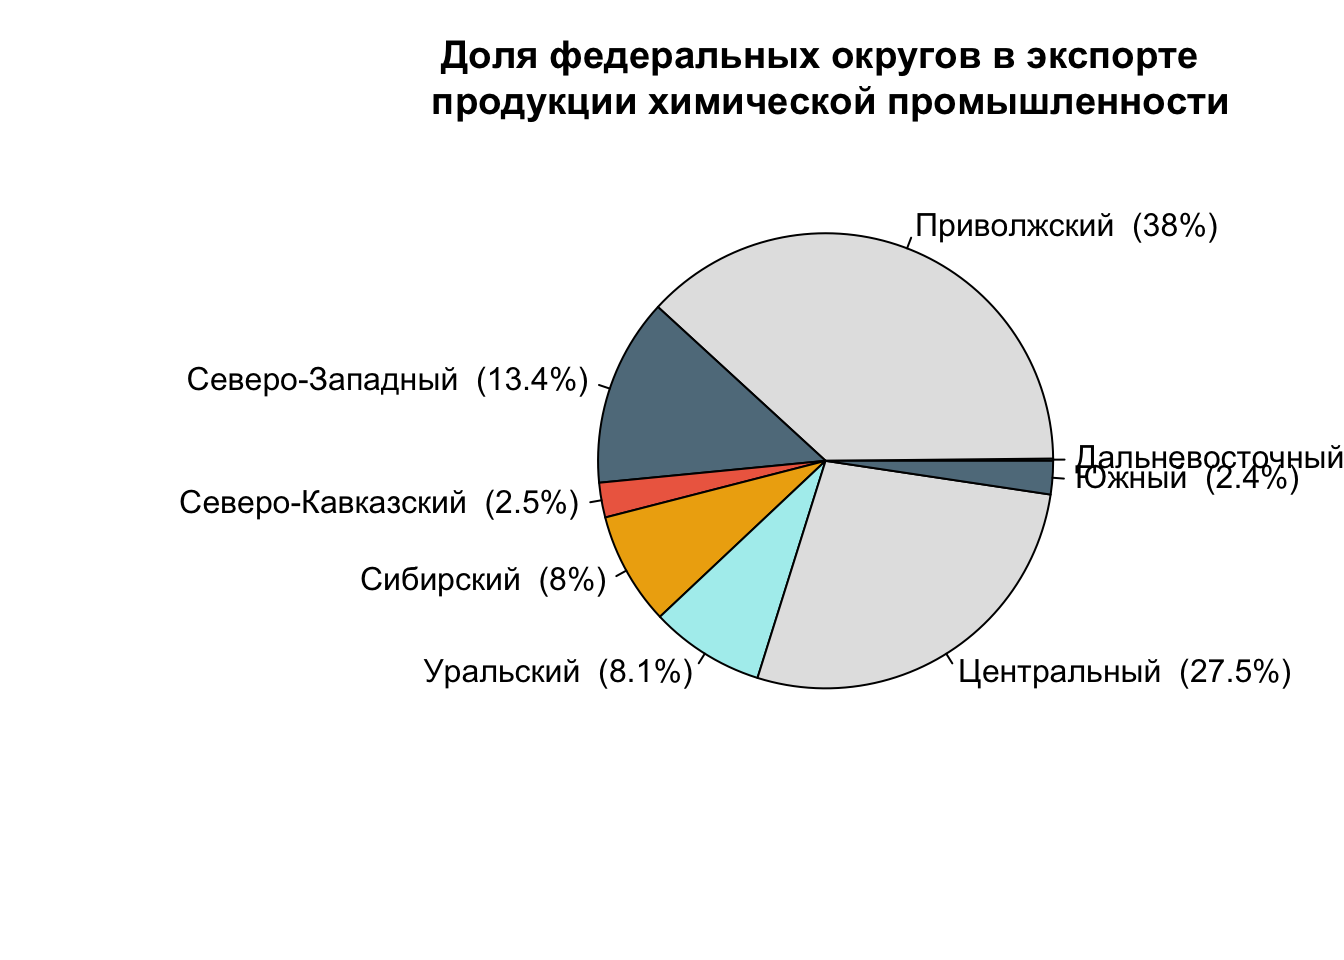 Доля федеральных округов в экспорте
продукции химической промышленности
Приволжский (38%)
Северо-Западный (13.4%)
Дальневосточный
Южный (2.4%)
Северо-Кавказский (2.5%)
Сибирский (8%)
Уральский (8.1%)
Центральный (27.5%)